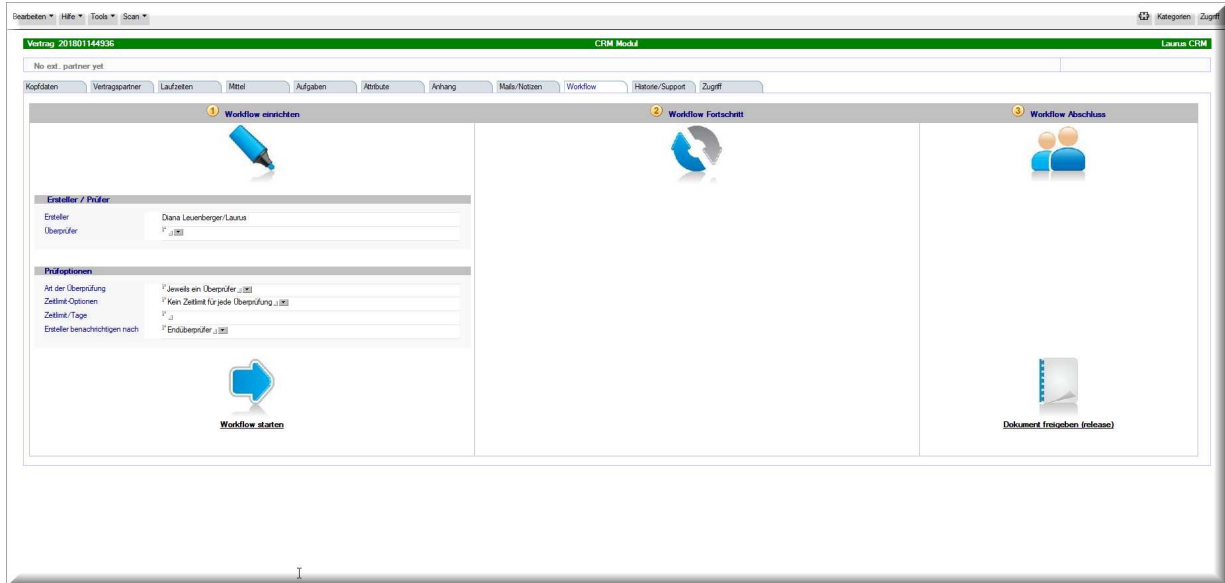 Bearbeiten Hilfe Tools Scan Kategorien Zugriff
Vertrag 201801144936 CRM Modul Laurus CRM
No ext. partner yet
Kopfdaten Vertragspartner Laufzeiten Mittel Aufgaben Attribute Anhang Mails/Notizen Workflow Historie/Support Zugriff
1 Workflow einrichten 2 Workflow Fortschritt 3 Workflow Abschluss
Ersteller / Prüfer
Ersteller Diana Leuenberger/Laurus
Überprüfer
Prüfoptionen
Art der Überprüfung Jeweils ein Überprüfer
Zeitlimit-Optionen Kein Zeitlimit für jede Überprüfung
Zeitlimit/Tage
Ersteller benachrichtigen nach Endüberprüfer
Workflow starten Dokument freigeben (release)